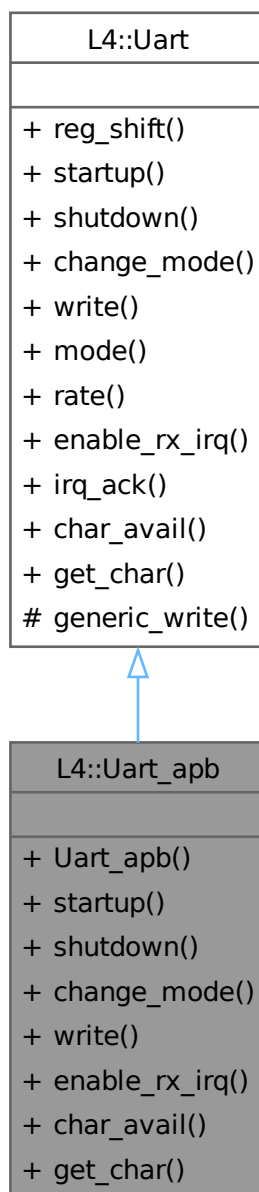 L4::Uart
+ reg_shift()
+ startup()
+ shutdown()
+ change_mode()
+ write()
+ mode()
+ rate()
+ enable_rx_irq()
+ irq_ack()
+ char_avail()
+ get_char()
# generic_write()
L4::Uart_apb
+ Uart_apb()
+ startup()
+ shutdown()
+ change_mode()
+ write()
+ enable_rx_irq()
+ char_avail()
+ get_char()